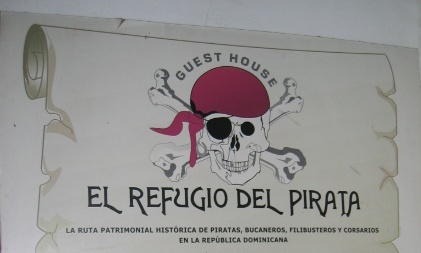 GUEST HOUSE
EL REFUGIO DEL PIRATA
LA RUTA PATRIMONIAL HISTÓRICA DE PIRATAS, BUCANEROS, FILIBUSTEROS Y CORSARIOS
EN LA REPÚBLICA DOMINICANA